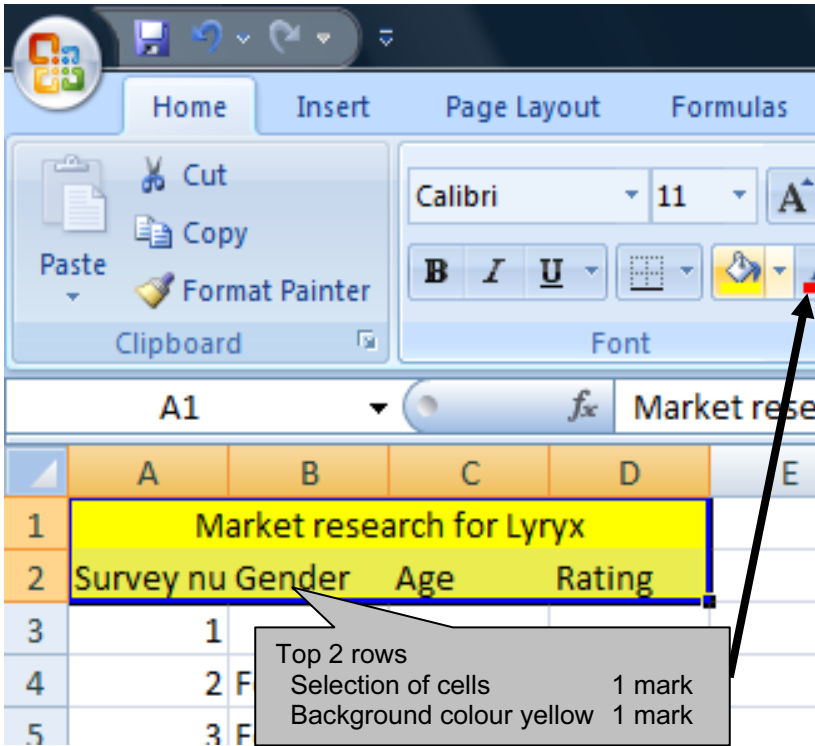 Home Insert Page Layout Formulas
Cut
Calibri 11 A
Copy
Paste
B I U
Format Painter
Clipboard Font
A1 fx Market rese
A B C D E
1 Market research for Lyryx
2 Survey nu Gender Age Rating
3 1
Top 2 rows
4 2 F
Selection of cells 1 mark
Background colour yellow 1 mark
5 3 F